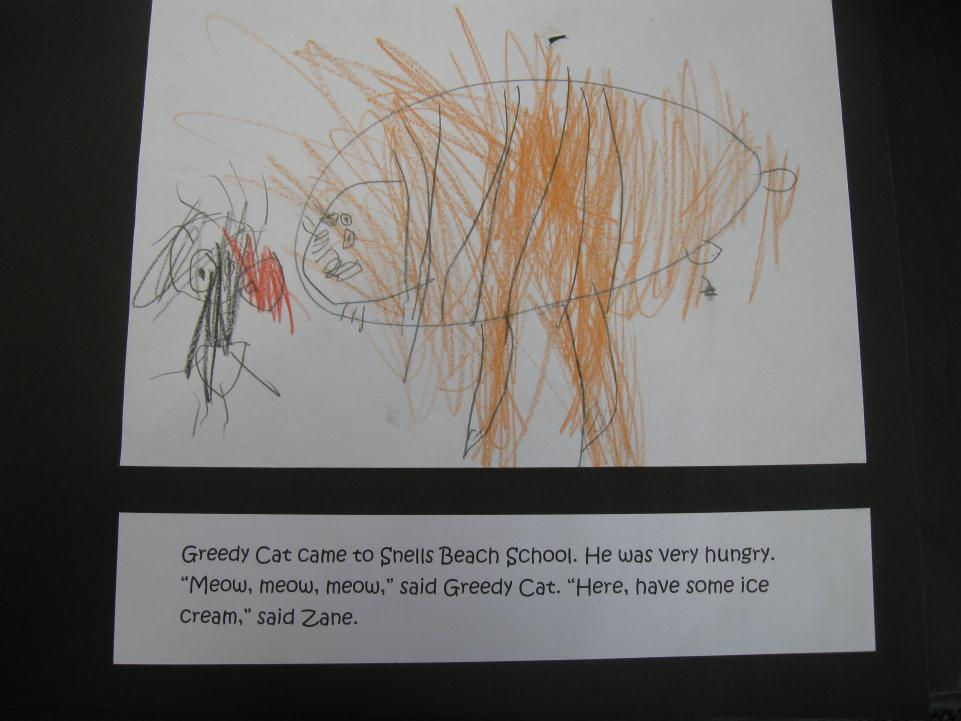 Greedy Cat came to Snells Beach School. He was very hungry.
“Meow, meow, meow,” said Greedy Cat. “Here, have some ice
cream,” said Zane.